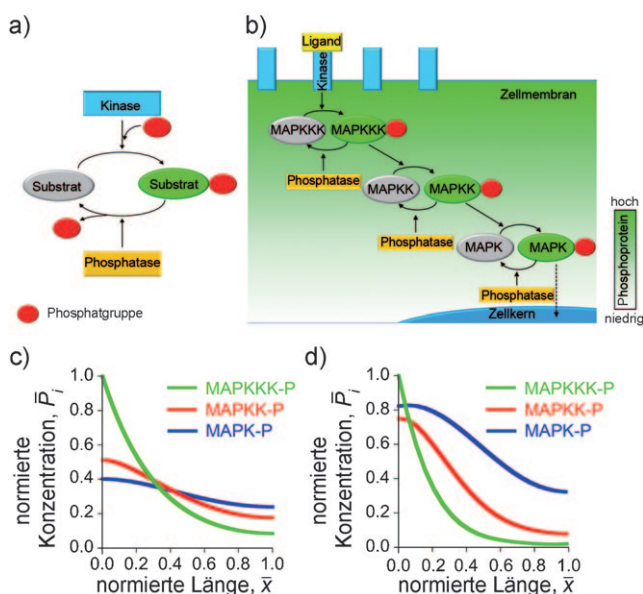 a)
Kinase
Substrat
Substrat
Phosphatase
Phosphatgruppe
b)
Ligand
Kinase
Zellmembran
MAPKKK
MAPKKK
Phosphatase
MAPKK
MAPKK
Phosphatase
MAPK
MAPK
Phosphatase
Zellkern
hoch
Phosphoprotein
niedrig
c)
MAPKKK-P
MAPKK-P
MAPK-P
normierte
Konzentration, P̅i
1.0
0.8
0.6
0.4
0.2
0.0
0.0 0.2 0.4 0.6 0.8 1.0
normierte Länge, x̅
d)
MAPKKK-P
MAPKK-P
MAPK-P
normierte
Konzentration, P̅i
1.0
0.8
0.6
0.4
0.2
0.0
0.0 0.2 0.4 0.6 0.8 1.0
normierte Länge, x̅